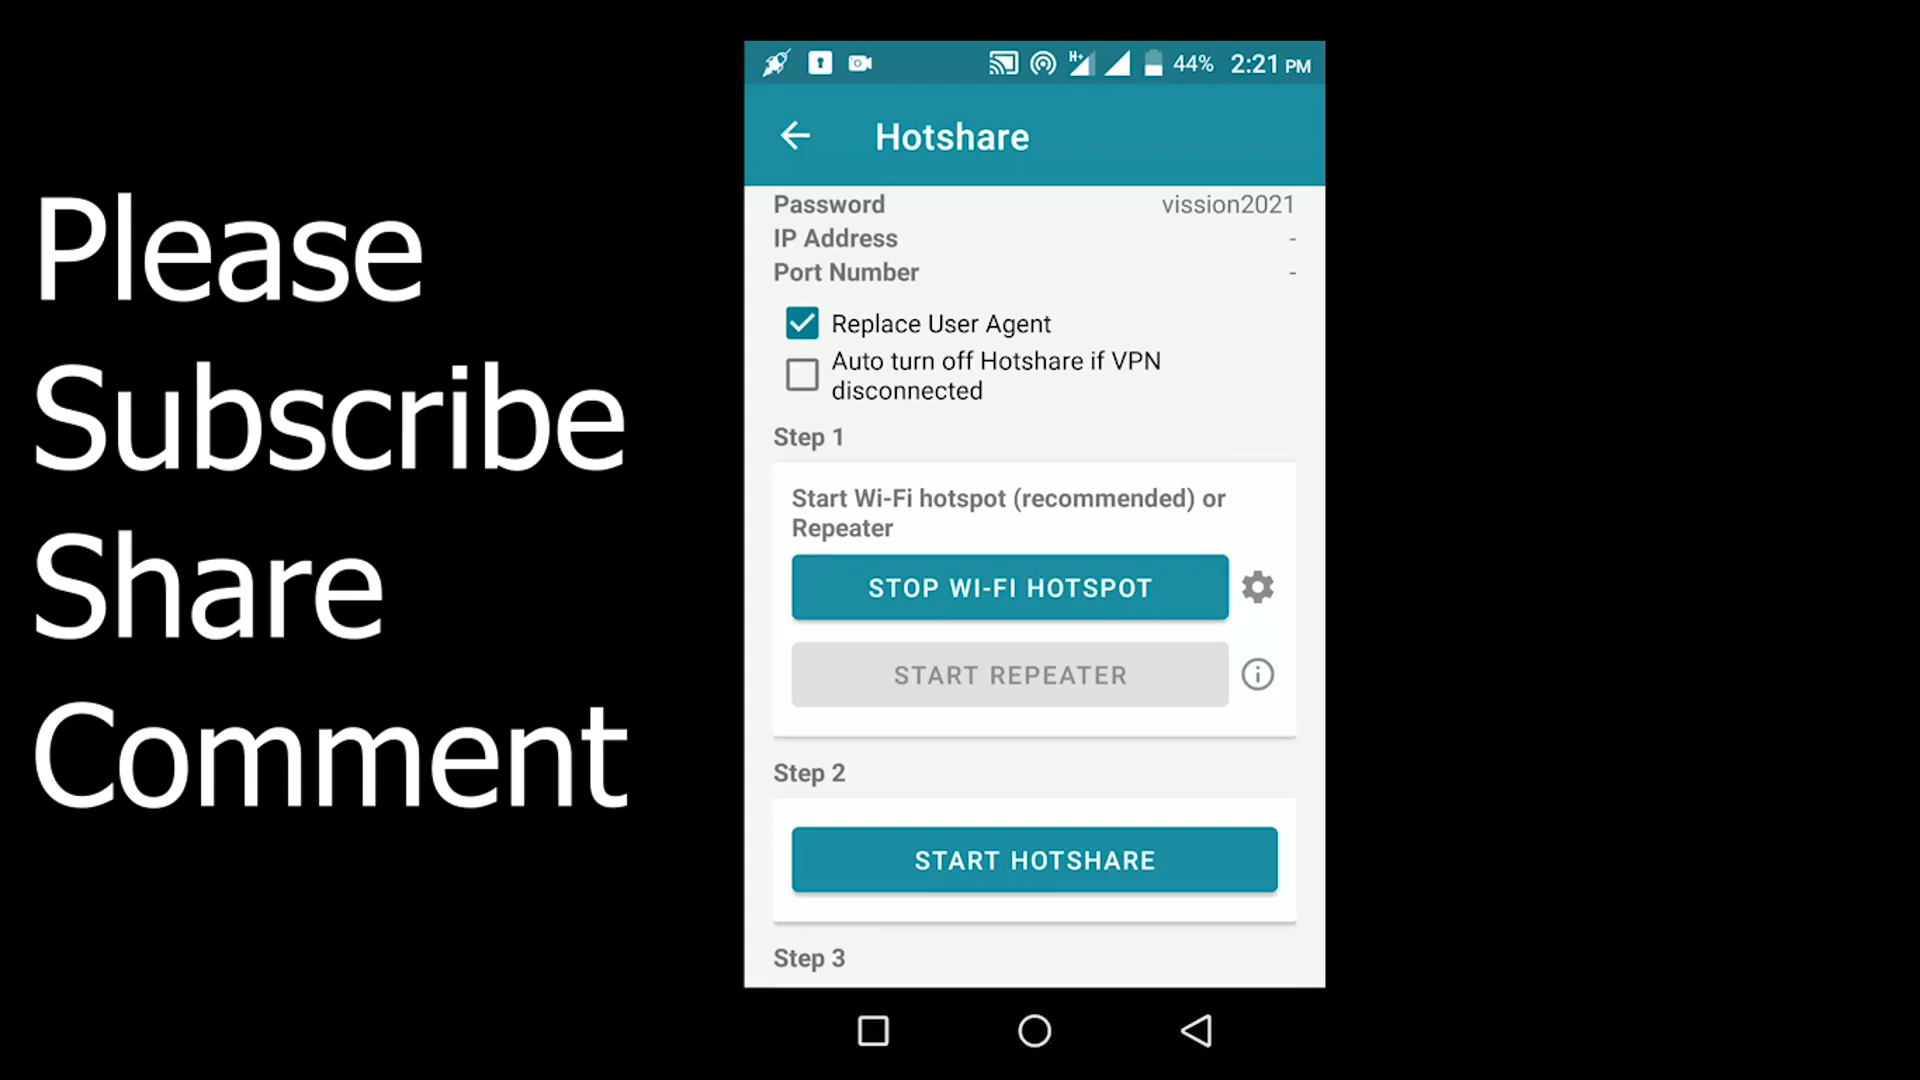 Please
Subscribe
Share
Comment
H+ 44% 2:21 PM
Hotshare
Password vission2021
IP Address -
Port Number -
Replace User Agent
Auto turn off Hotshare if VPN
disconnected
Step 1
Start Wi-Fi hotspot (recommended) or
Repeater
STOP WI-FI HOTSPOT
START REPEATER
Step 2
START HOTSHARE
Step 3